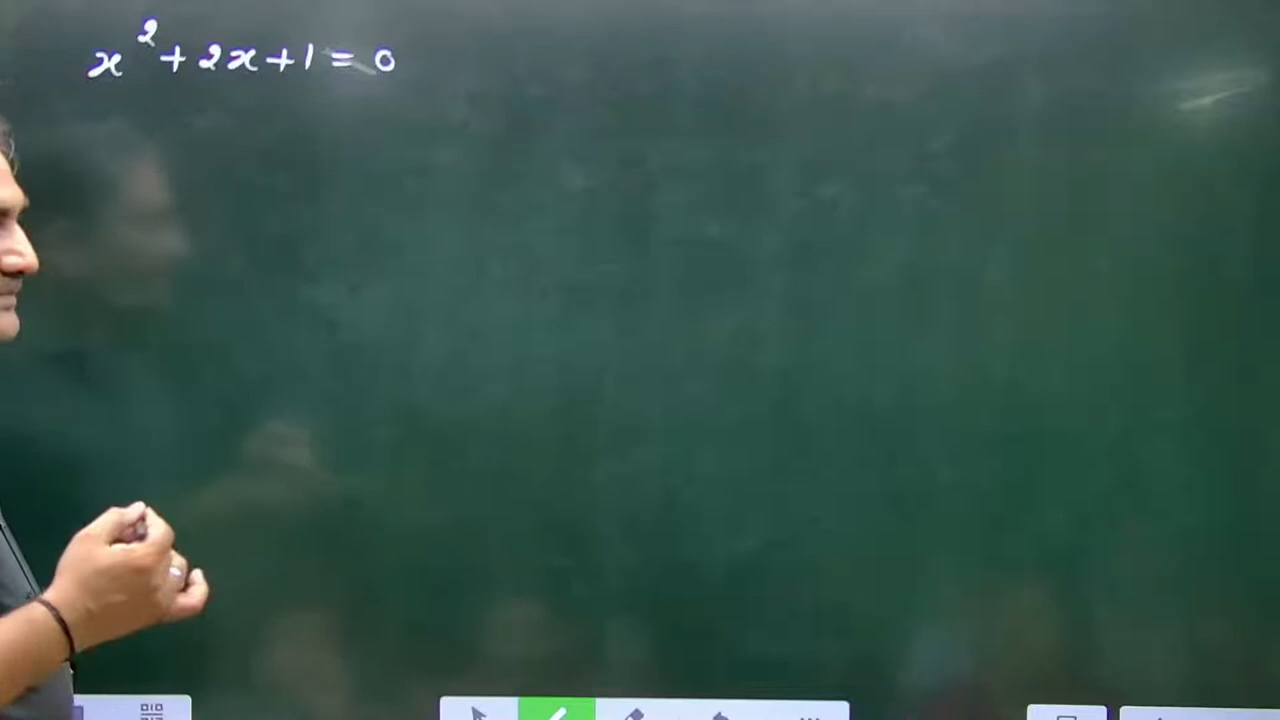 x² + 2x + 1 = 0